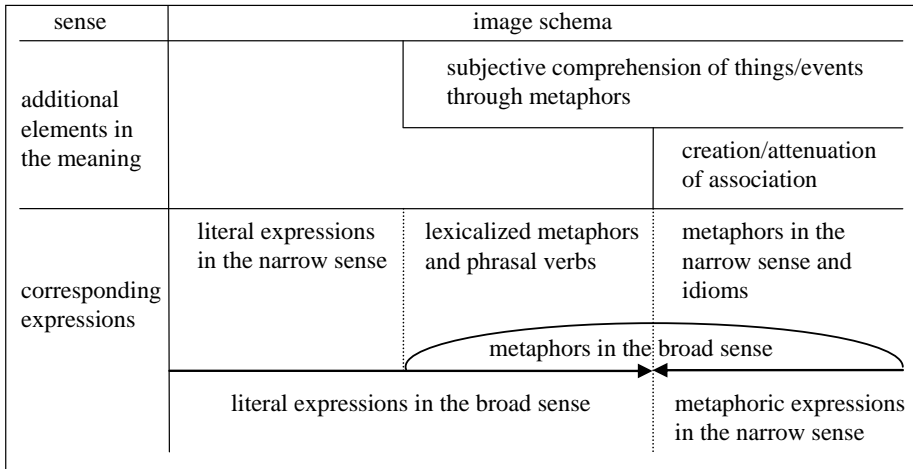 sense
image schema
additional
elements in
the meaning
subjective comprehension of things/events
through metaphors
creation/attenuation
of association
corresponding
expressions
literal expressions
in the narrow sense
lexicalized metaphors
and phrasal verbs
metaphors in the
narrow sense and
idioms
metaphors in the broad sense
literal expressions in the broad sense
metaphoric expressions
in the narrow sense